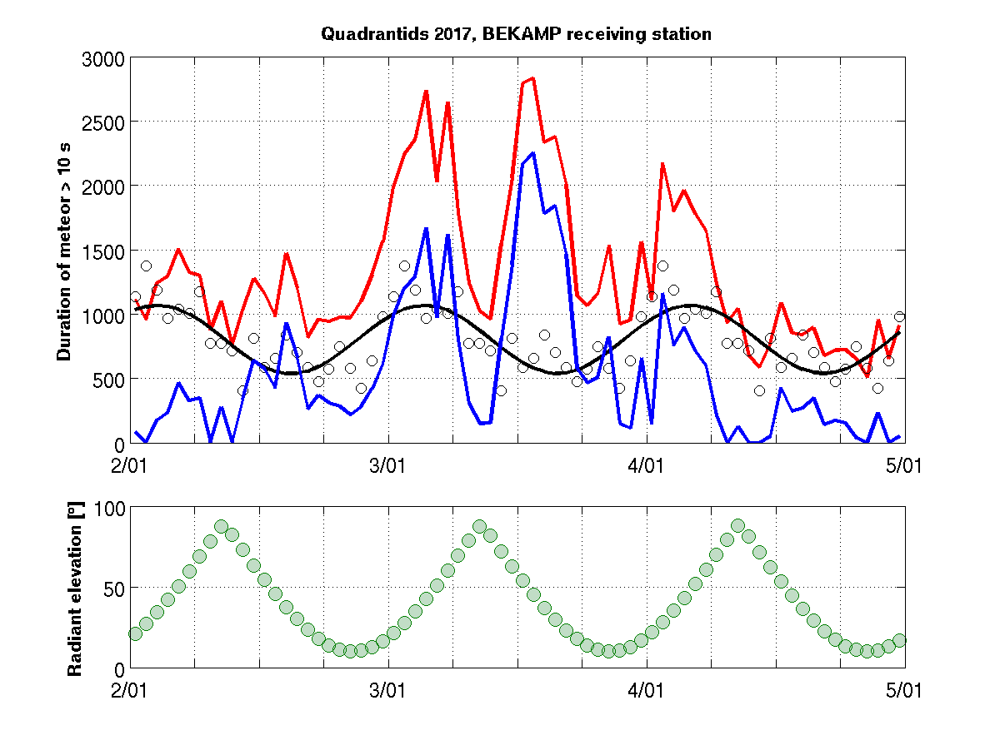 Quadrantids 2017, BEKAMP receiving station
Duration of meteor > 10 s
3000
2500
2000
1500
1000
500
0
2/01 3/01 4/01 5/01
Radiant elevation [°]
100
50
0
2/01 3/01 4/01 5/01